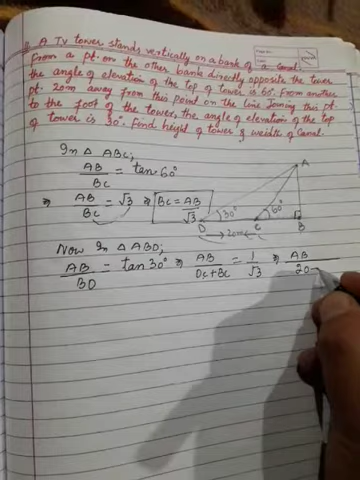 A TV tower stands vertically on a bank of a canal.
From a pt. on the other bank directly opposite the tower
the angle of elevation of the top of tower is 60°. From another
pt. 20m away from this point on the line Joining this pt.
to the foot of the tower, the angle of elevation of the top
of tower is 30°. Find height of tower & weidth of Canal.
In △ ABC;
AB/BC = tan 60°
⇒ AB/BC = √3 ⇒ BC = AB/√3
A
30°
60°
D
C
B
20m
Now In △ ABD;
AB/BD = tan 30° ⇒ AB/DC+BC = 1/√3 ⇒ AB/20